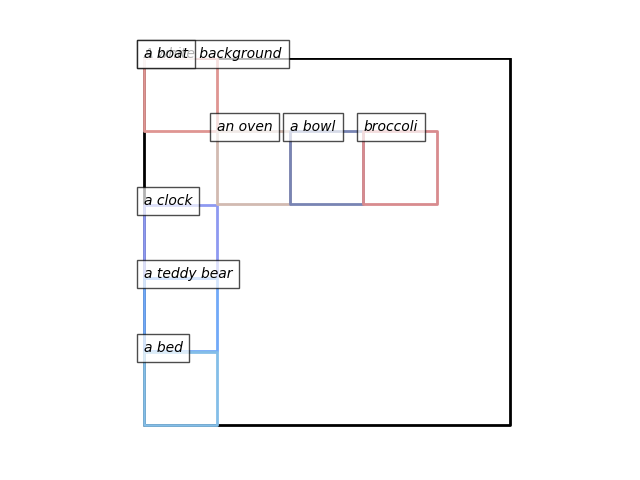 a boat
background
an oven
a bowl
broccoli
a clock
a teddy bear
a bed